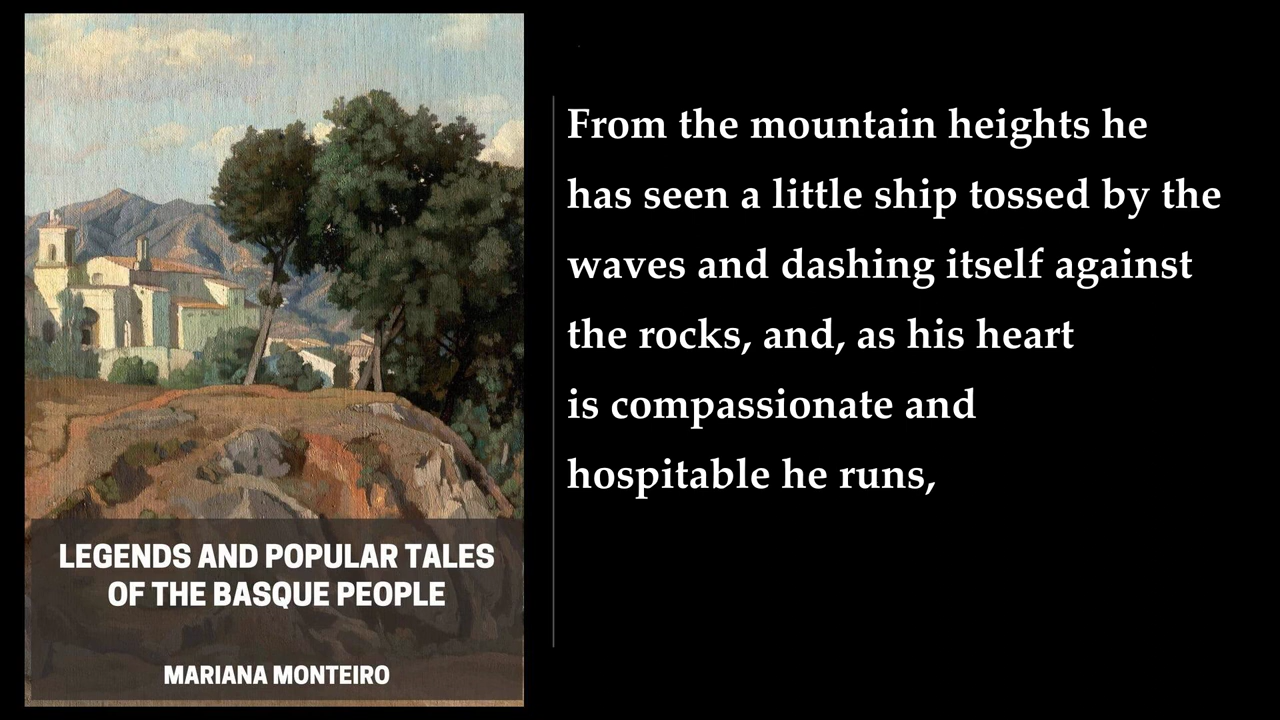 LEGENDS AND POPULAR TALES
OF THE BASQUE PEOPLE
MARIANA MONTEIRO
From the mountain heights he
has seen a little ship tossed by the
waves and dashing itself against
the rocks, and, as his heart
is compassionate and
hospitable he runs,